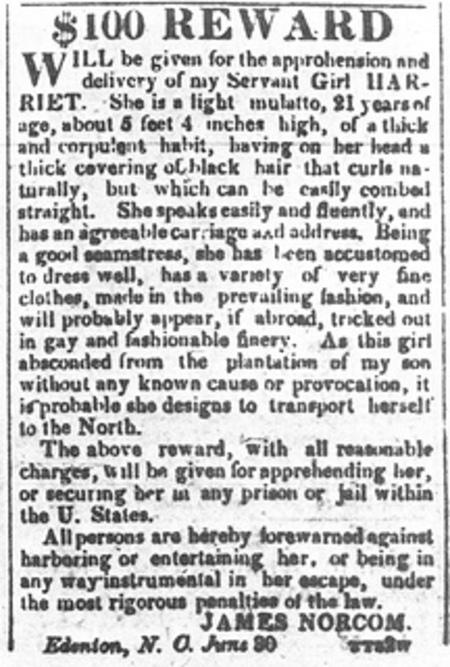 $100 REWARD
WILL be given for the approhension and
delivery of my Servant Girl HAR-
RIET. She is a light mulatto, 21 years of
age, about 5 feet 4 inches high, of a thick
and corpulent habit, having on her head a
thick covering of black hair that curls na-
turally, but which can be easily combed
straight. She speaks easily and fluently, and
has an agreeable carriage and address. Being
a good seamstress, she has been accustomed
to dress well, has a variety of very fine
clothes, made in the prevailing fashion, and
will probably appear, if abroad, tricked out
in gay and fashionable finery. As this girl
absconded from the plantation of my son
without any known cause or provocation, it
is probable she designs to transport herself
to the North.
The above reward, with all reasonable
charges, will be given for apprehending her,
or securing her in any prison or jail within
the U. States.
All persons are hereby forewarned against
harboring or entertaining her, or being in
any way instrumental in her escape, under
the most rigorous penalties of the law.
JAMES NORCOM.
Edenton, N. C. June 30